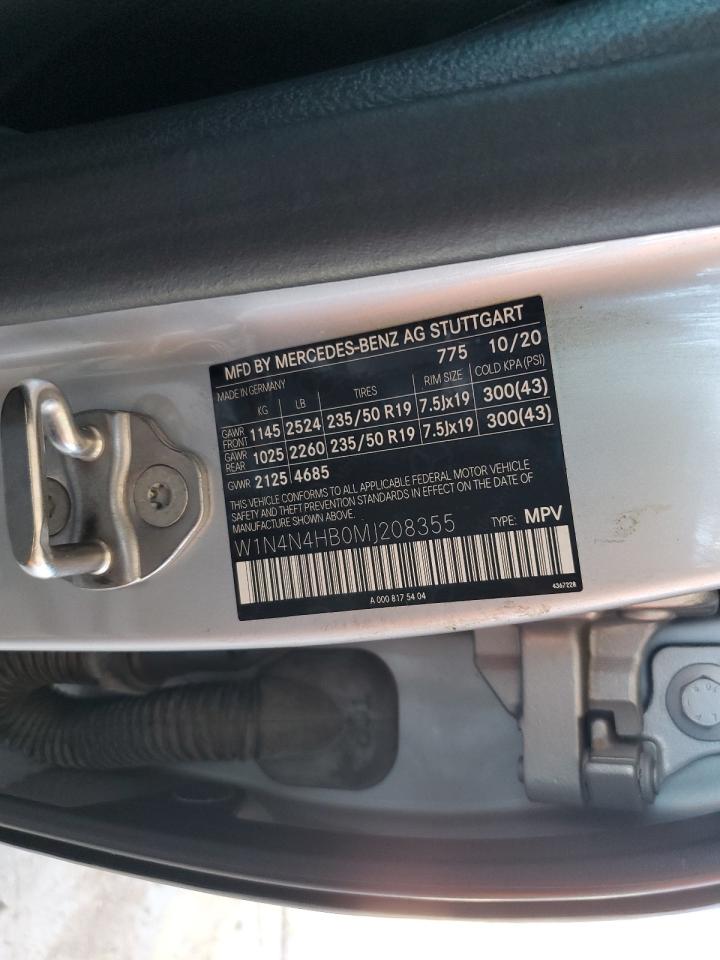 MFD BY MERCEDES-BENZ AG STUTTGART
MADE IN GERMANY 775 10/20
KG LB TIRES RIM SIZE COLD KPA (PSI)
GAWR FRONT 1145 2524 235/50 R19 7.5Jx19 300(43)
GAWR REAR 1025 2260 235/50 R19 7.5Jx19 300(43)
GVWR 2125 4685
THIS VEHICLE CONFORMS TO ALL APPLICABLE FEDERAL MOTOR VEHICLE
SAFETY AND THEFT PREVENTION STANDARDS IN EFFECT ON THE DATE OF
MANUFACTURE SHOWN ABOVE.
W1N4N4HB0MJ208355 TYPE: MPV
A 000 817 54 04 4367228